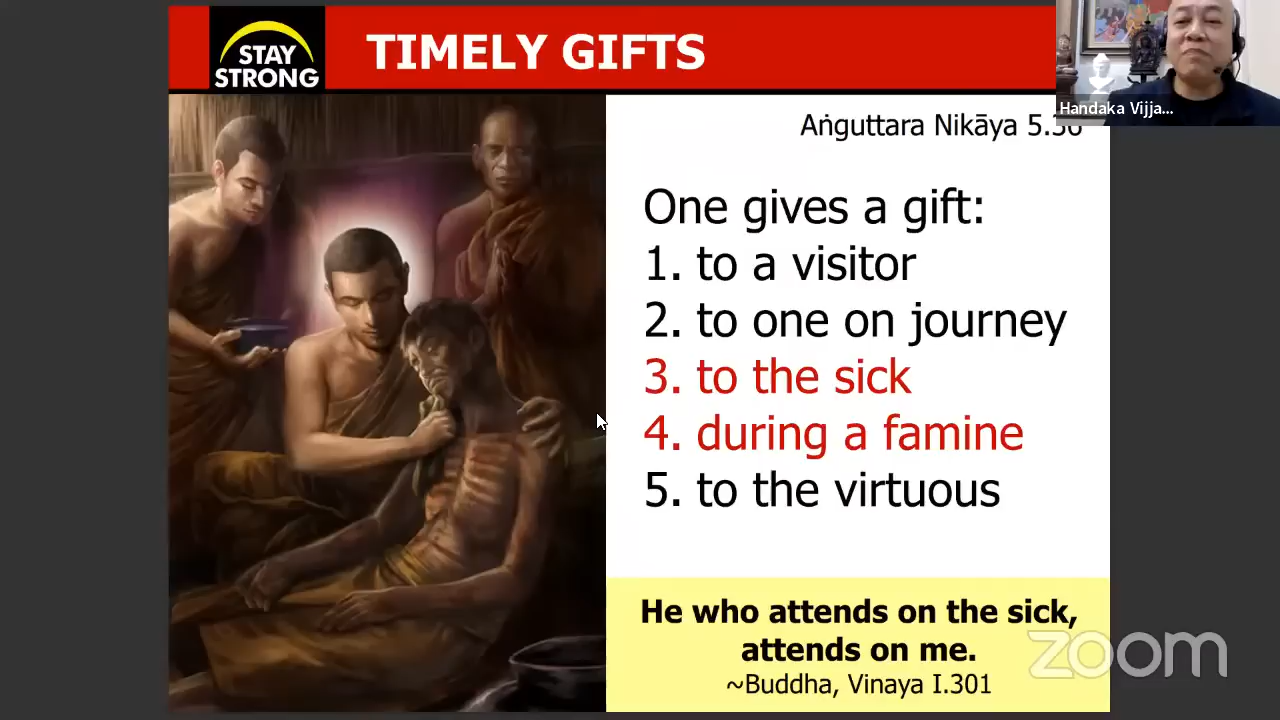 STAY
STRONG
TIMELY GIFTS
Handaka Vijja...
Aṅguttara Nikāya 5.36
One gives a gift:
1. to a visitor
2. to one on journey
3. to the sick
4. during a famine
5. to the virtuous
He who attends on the sick,
attends on me.
~Buddha, Vinaya I.301
zoom